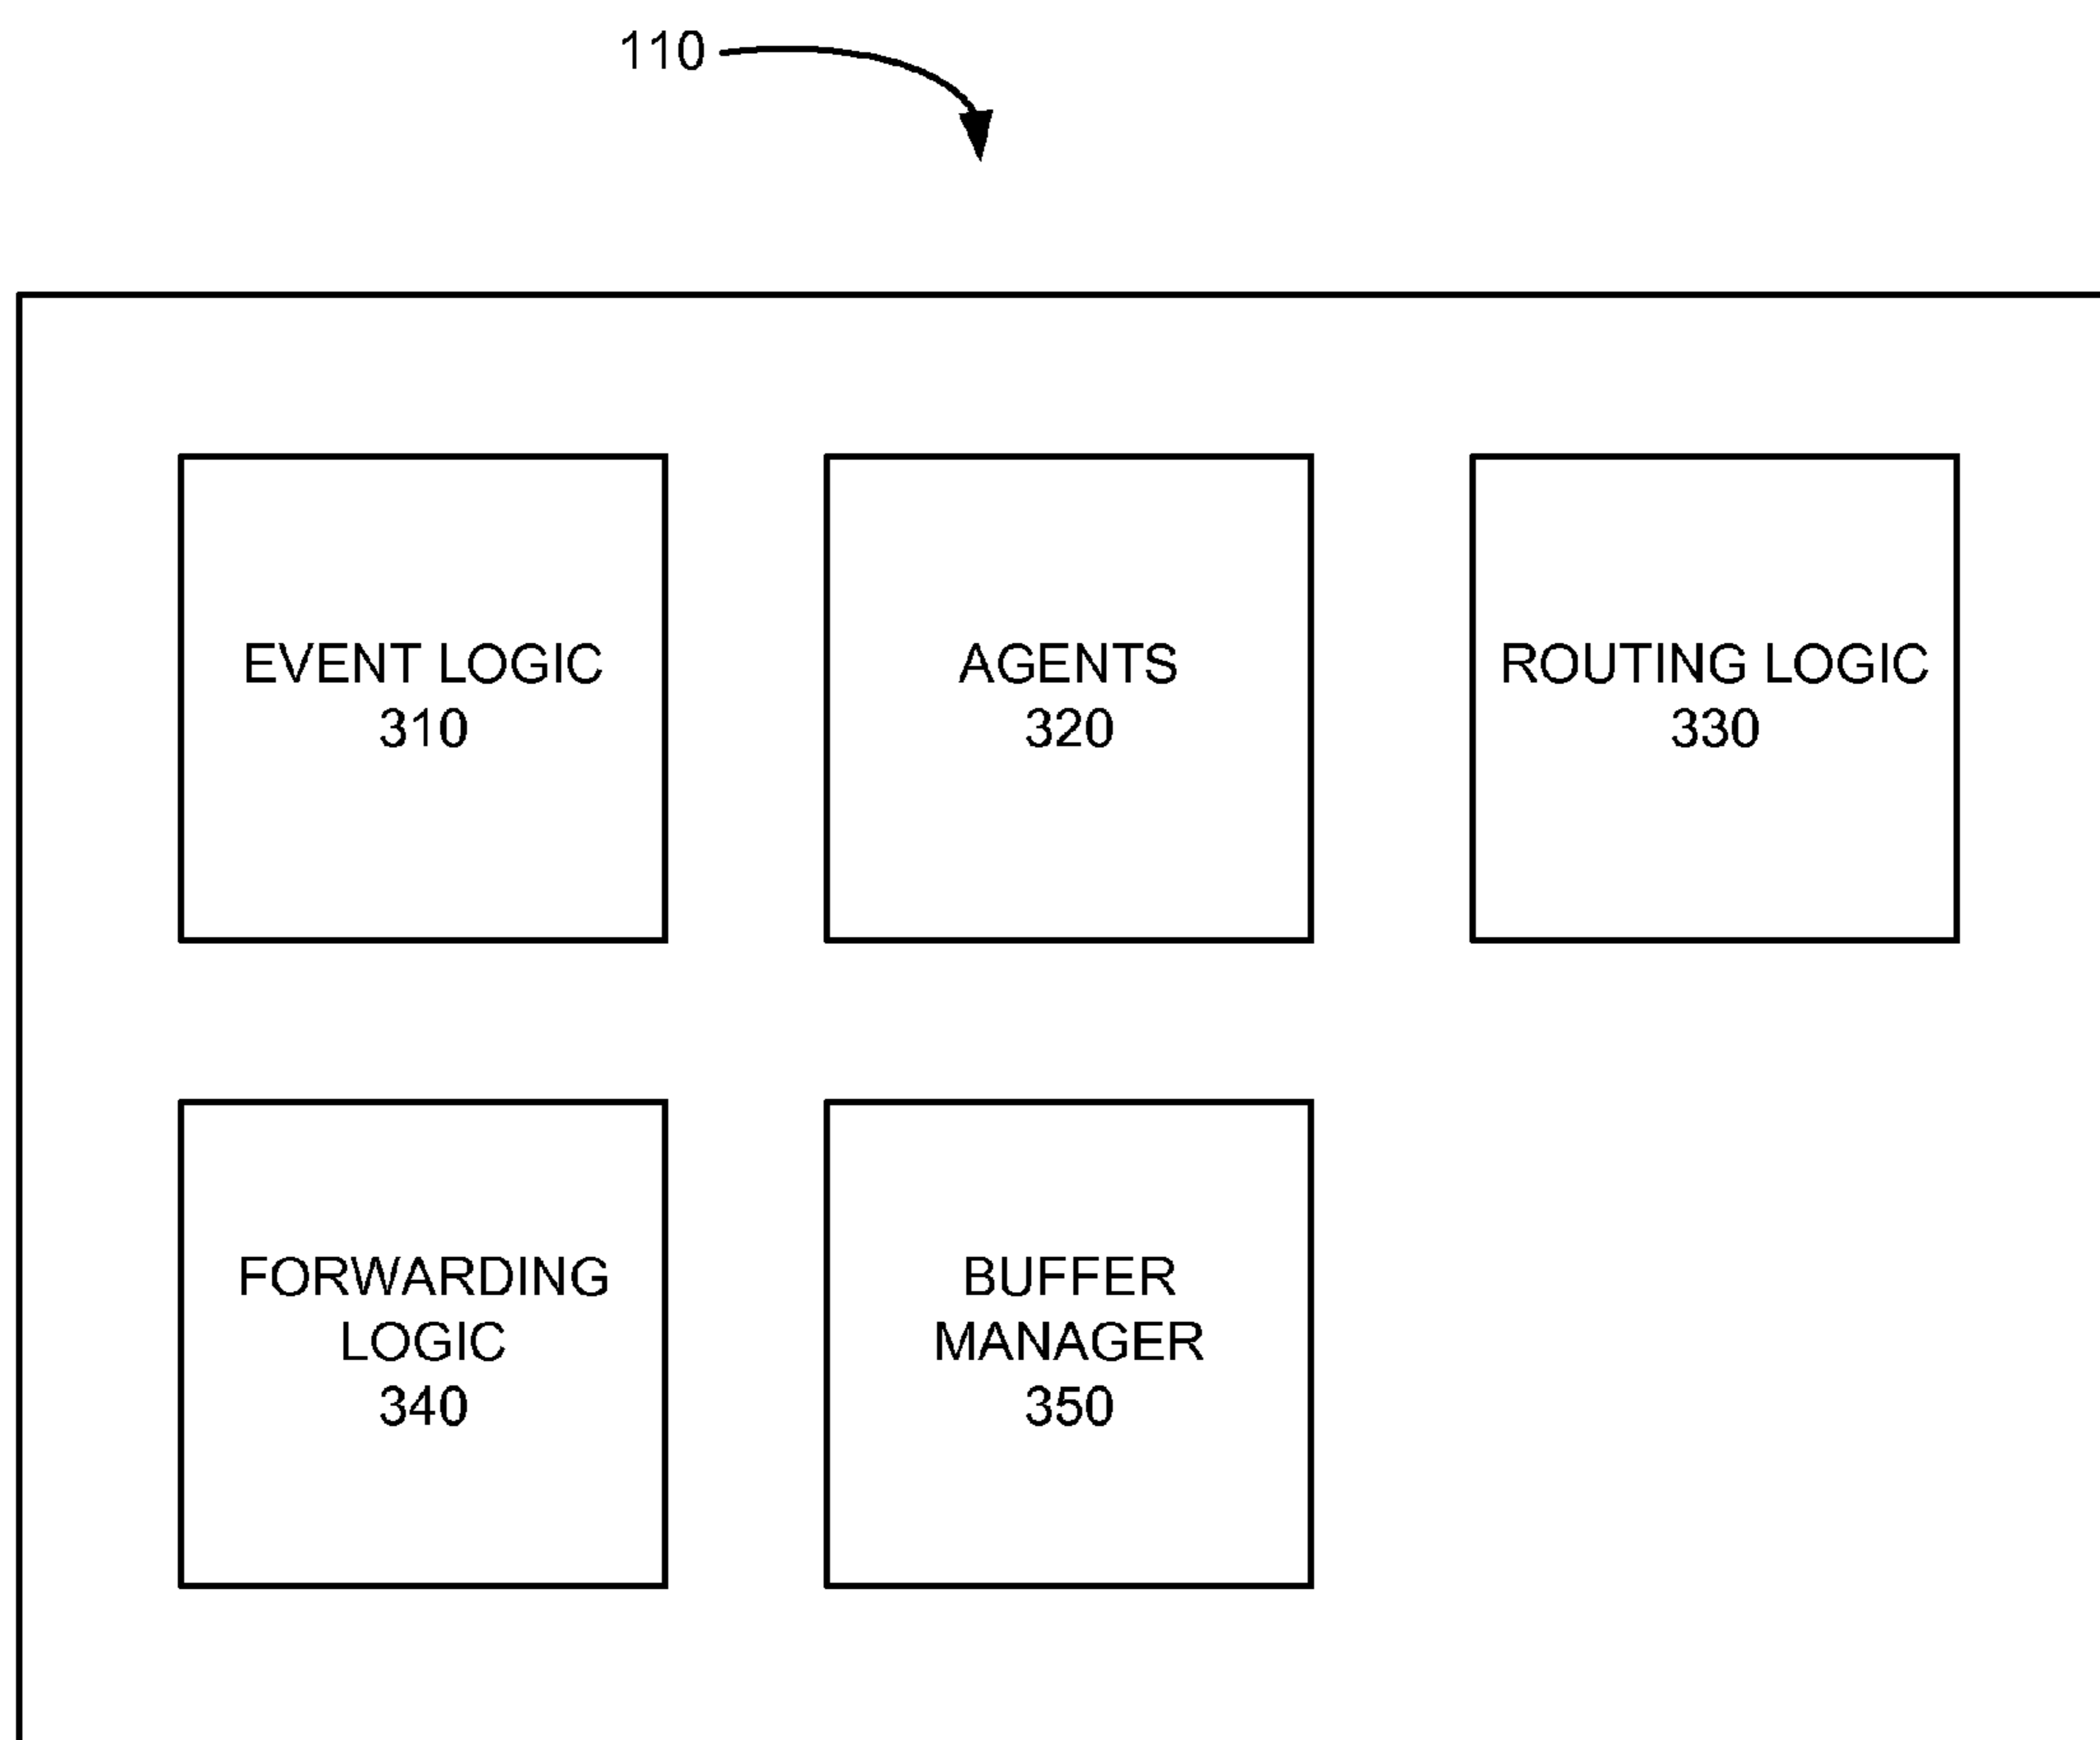 110
EVENT LOGIC
310
AGENTS
320
ROUTING LOGIC
330
FORWARDING
LOGIC
340
BUFFER
MANAGER
350